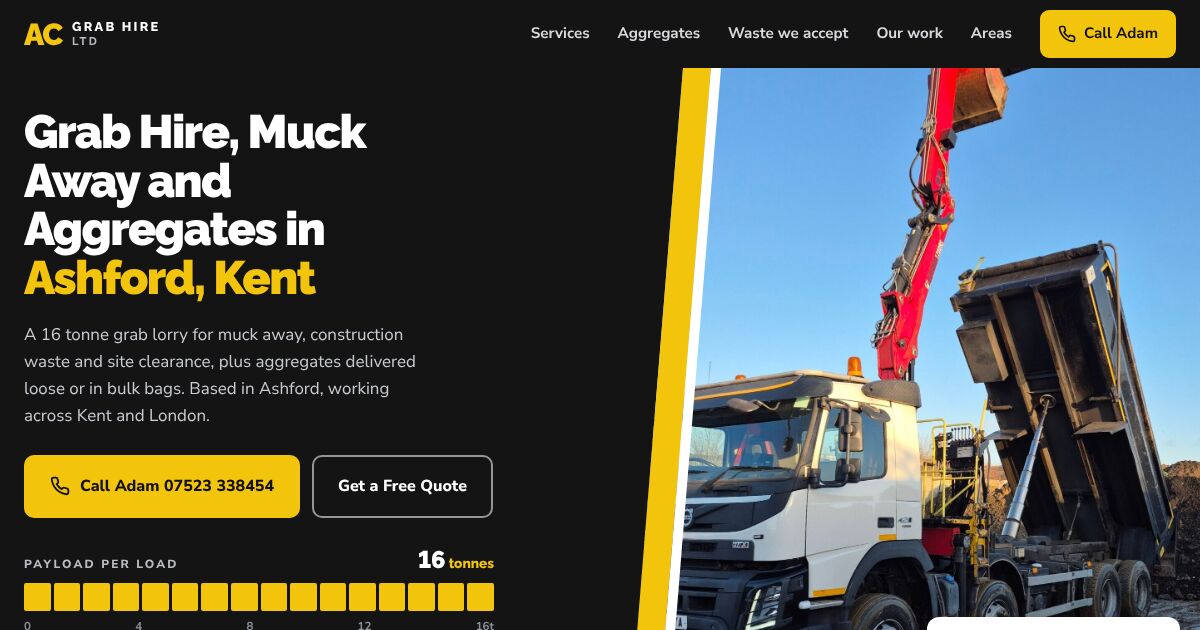 AC GRAB HIRE
LTD
Services Aggregates Waste we accept Our work Areas Call Adam
Grab Hire, Muck
Away and
Aggregates in
Ashford, Kent
A 16 tonne grab lorry for muck away, construction
waste and site clearance, plus aggregates delivered
loose or in bulk bags. Based in Ashford, working
across Kent and London.
Call Adam 07523 338454
Get a Free Quote
PAYLOAD PER LOAD
16 tonnes
0 4 8 12 16t